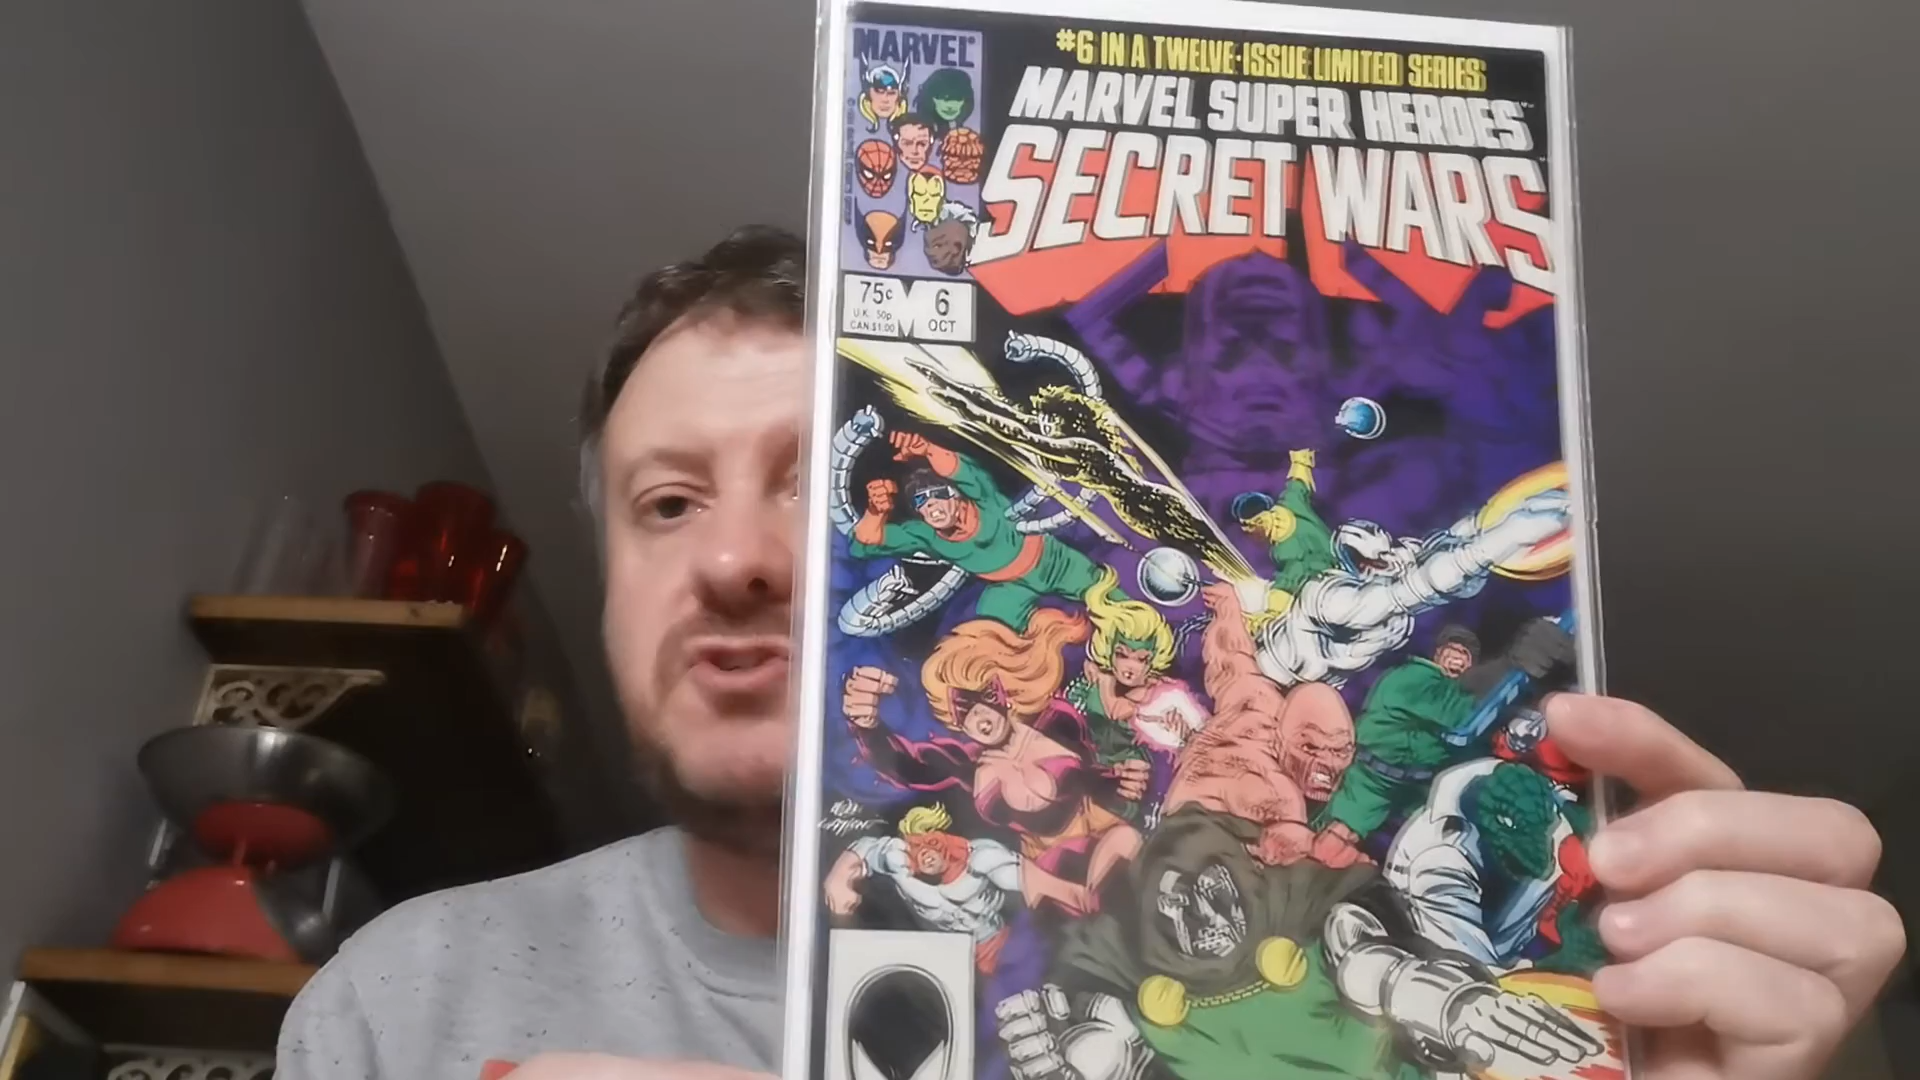 #6 IN A TWELVE-ISSUE LIMITED SERIES
MARVEL
MARVEL SUPER HEROES
SECRET WARS
75¢
U.K. 50p
CAN.$1.00
6
OCT